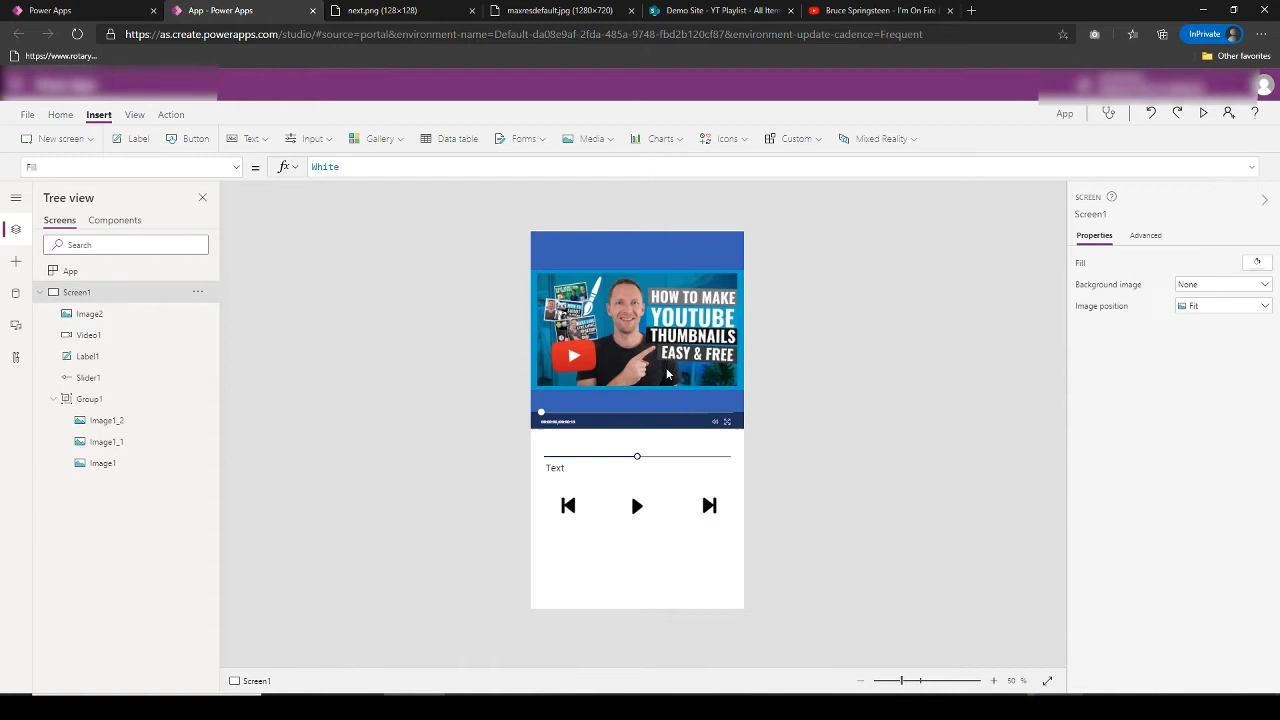 Power Apps
App - Power Apps
next.png (128×128)
maxresdefault.jpg (1280×720)
Demo Site - YT Playlist - All Item
Bruce Springsteen - I'm On Fire (
https://as.create.powerapps.com/studio/#source=portal&environment-name=Default-da08e9af-2fda-485a-9748-fbd2b120cf87&environment-update-cadence=Frequent
InPrivate
https://www.rotary...
Other favorites
File
Home
Insert
View
Action
App
New screen
Label
Button
Text
Input
Gallery
Data table
Forms
Media
Charts
Icons
Custom
Mixed Reality
Fill
=
fx
White
Tree view
Screens
Components
Search
App
Screen1
Image2
Video1
Label1
Slider1
Group1
Image1_2
Image1_1
Image1
HOW TO MAKE
YOUTUBE
THUMBNAILS
EASY & FREE
Text
SCREEN
Screen1
Properties
Advanced
Fill
Background image
None
Image position
Fit
Screen1
50 %